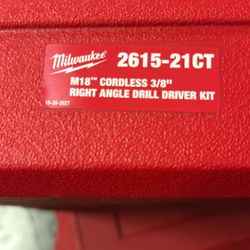 Milwaukee 2615-21CT
M18™ CORDLESS 3/8"
RIGHT ANGLE DRILL DRIVER KIT